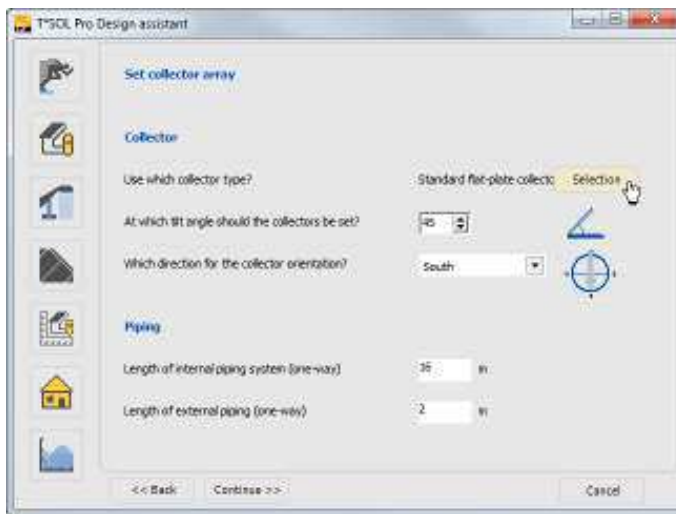 T*SOL Pro Design assistant
Set collector array
Collector
Use which collector type? Standard flat-plate collecto Selection
At which tilt angle should the collectors be set? 45
Which direction for the collector orientation? South
Piping
Length of internal piping system (one-way) 16 m
Length of external piping (one-way) 2 m
<< Back Continue >> Cancel